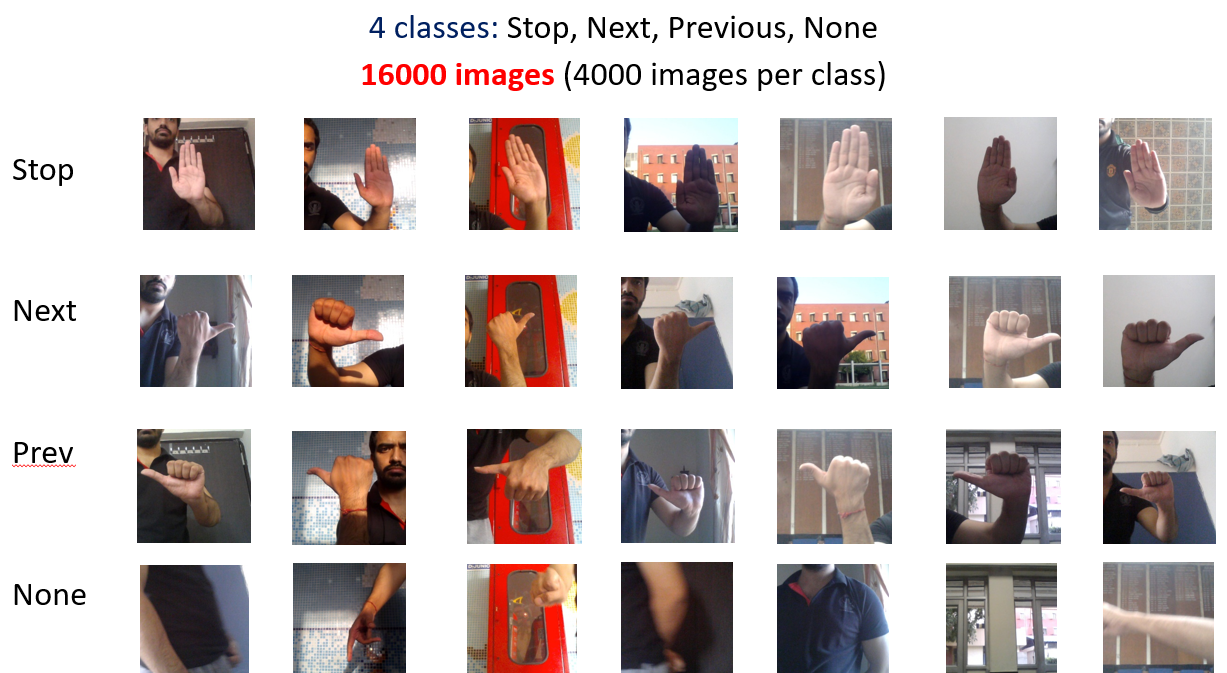 4 classes: Stop, Next, Previous, None
16000 images (4000 images per class)
Stop
Next
Prev
None